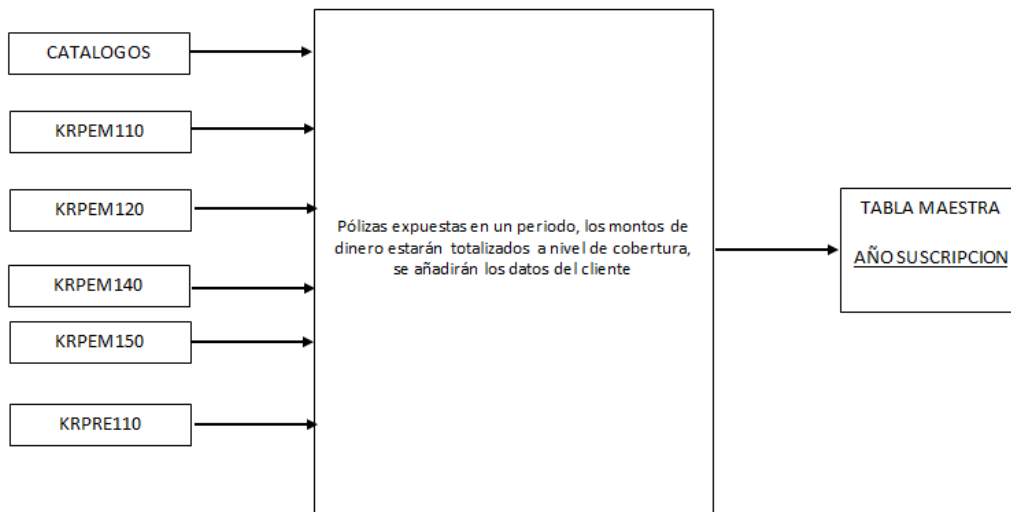 CATALOGOS
KRPEM110
KRPEM120
KRPEM140
KRPEM150
KRPRE110
Pólizas expuestas en un periodo, los montos de
dinero estarán totalizados a nivel de cobertura,
se añadirán los datos del cliente
TABLA MAESTRA
AÑO SUSCRIPCION